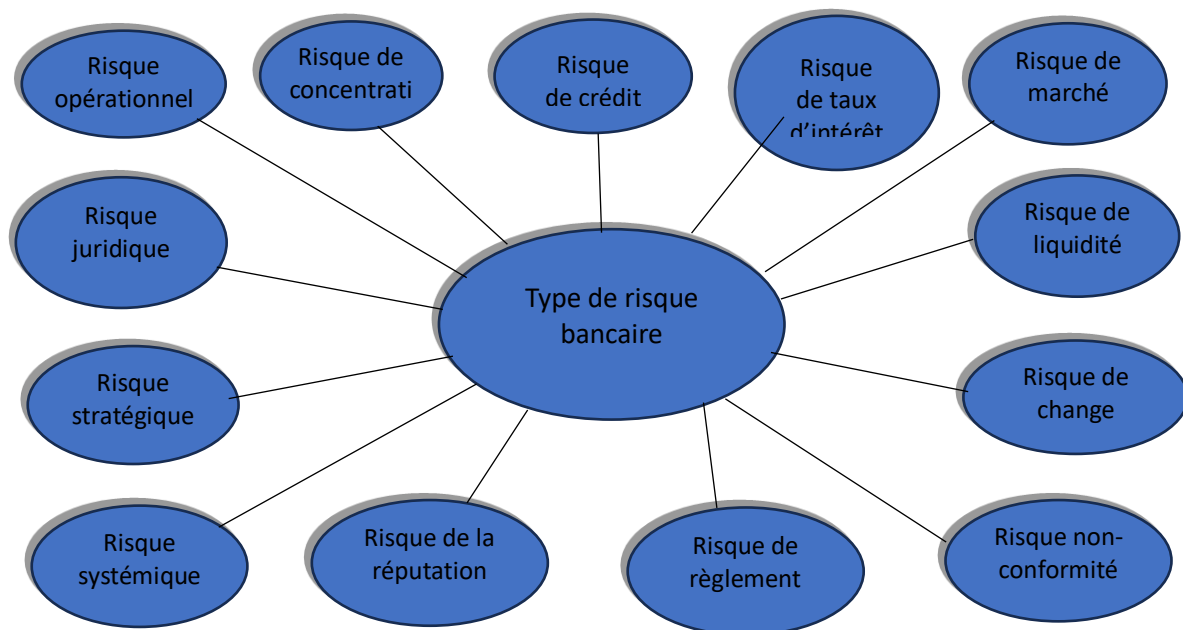 Risque
opérationnel
Risque de
concentrati
Risque
de crédit
Risque
de taux
d’intérêt
Risque de
marché
Risque
juridique
Risque de
liquidité
Type de risque
bancaire
Risque
stratégique
Risque de
change
Risque
systémique
Risque de la
réputation
Risque de
règlement
Risque non-
conformité